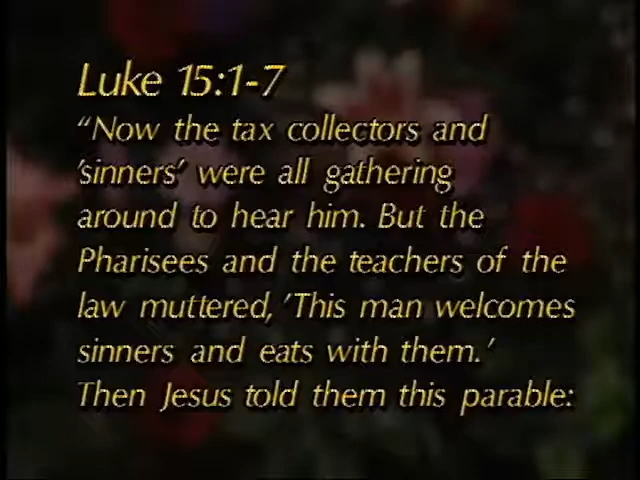 Luke 15:1-7
“Now the tax collectors and
‘sinners’ were all gathering
around to hear him. But the
Pharisees and the teachers of the
law muttered, ‘This man welcomes
sinners and eats with them.’
Then Jesus told them this parable: